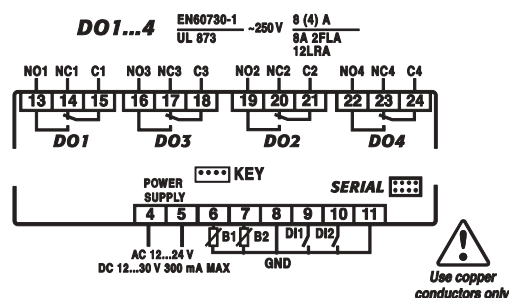 DO1...4 EN60730-1 ~250 V 8 (4) A
UL 873 8A 2FLA
12LRA
NO1 NC1 C1 NO3 NC3 C3 NO2 NC2 C2 NO4 NC4 C4
13 14 15 16 17 18 19 20 21 22 23 24
DO1 DO3 DO2 DO4
KEY
POWER SUPPLY
SERIAL
4 5 6 7 8 9 10 11
B1 B2 DI1 DI2
AC 12...24 V
DC 12...30 V 300 mA MAX
GND
Use copper
conductors only